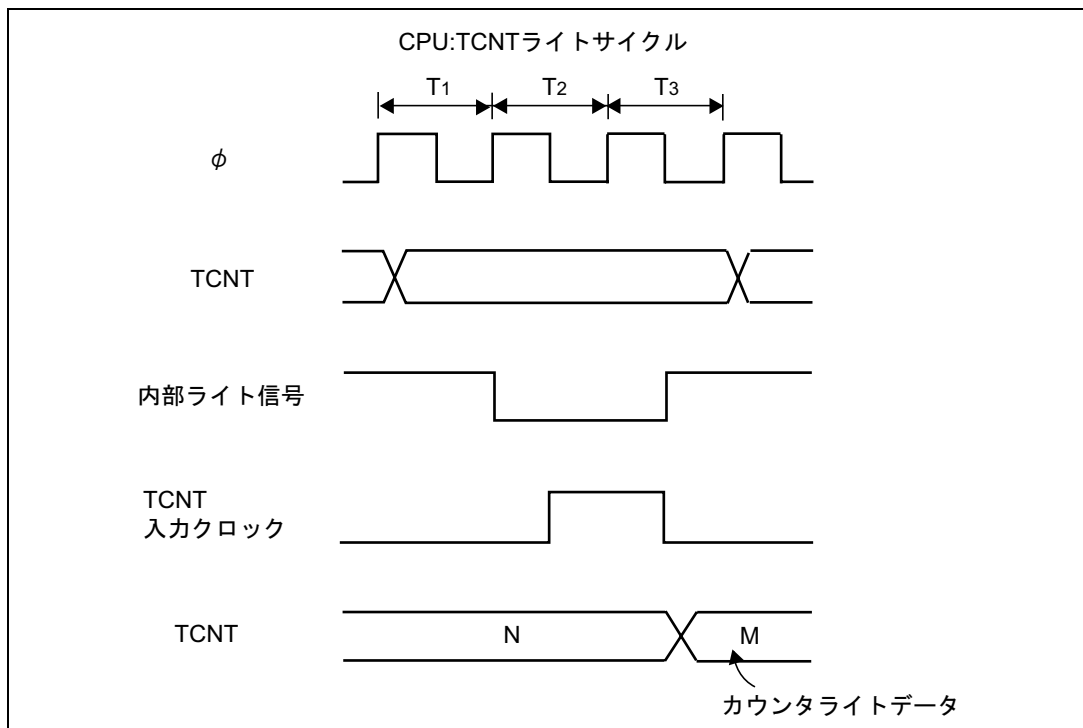 CPU:TCNTライトサイクル
T1 T2 T3
φ
TCNT
内部ライト信号
TCNT
入力クロック
TCNT N M
カウンタライトデータ